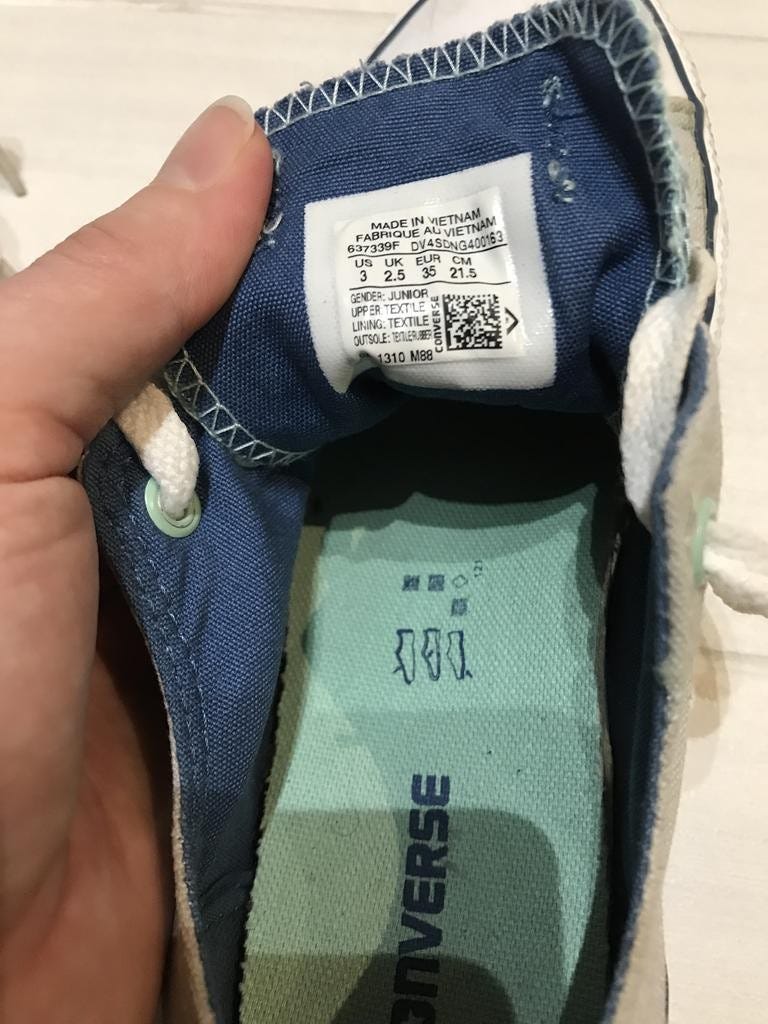 MADE IN VIETNAM
FABRIQUE AU VIETNAM
637339F DV4SDNG400163
US UK EUR CM
3 2.5 35 21.5
GENDER: JUNIOR
UPPER: TEXTILE
LINING: TEXTILE
OUTSOLE: TEXTILE/RUBBER
CONVERSE
1310 M88
121
CONVERSE